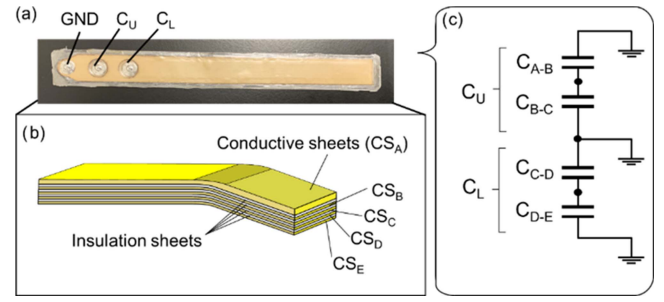 (a)
GND C_U C_L
(b)
Conductive sheets (CS_A)
CS_B
CS_C
CS_D
CS_E
Insulation sheets
(c)
C_A-B
C_U
C_B-C
C_C-D
C_L
C_D-E